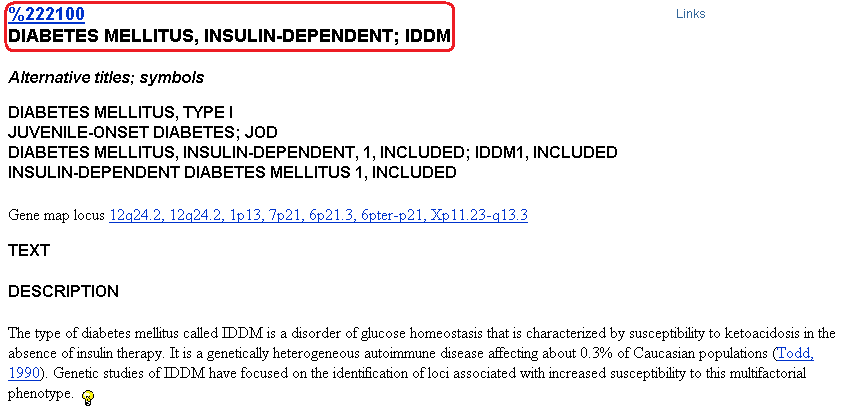 %222100
Links
DIABETES MELLITUS, INSULIN-DEPENDENT; IDDM
Alternative titles; symbols
DIABETES MELLITUS, TYPE I
JUVENILE-ONSET DIABETES; JOD
DIABETES MELLITUS, INSULIN-DEPENDENT, 1, INCLUDED; IDDM1, INCLUDED
INSULIN-DEPENDENT DIABETES MELLITUS 1, INCLUDED
Gene map locus 12q24.2, 12q24.2, 1p13, 7p21, 6p21.3, 6pter-p21, Xp11.23-q13.3
TEXT
DESCRIPTION
The type of diabetes mellitus called IDDM is a disorder of glucose homeostasis that is characterized by susceptibility to ketoacidosis in the
absence of insulin therapy. It is a genetically heterogeneous autoimmune disease affecting about 0.3% of Caucasian populations (Todd,
1990). Genetic studies of IDDM have focused on the identification of loci associated with increased susceptibility to this multifactorial
phenotype.